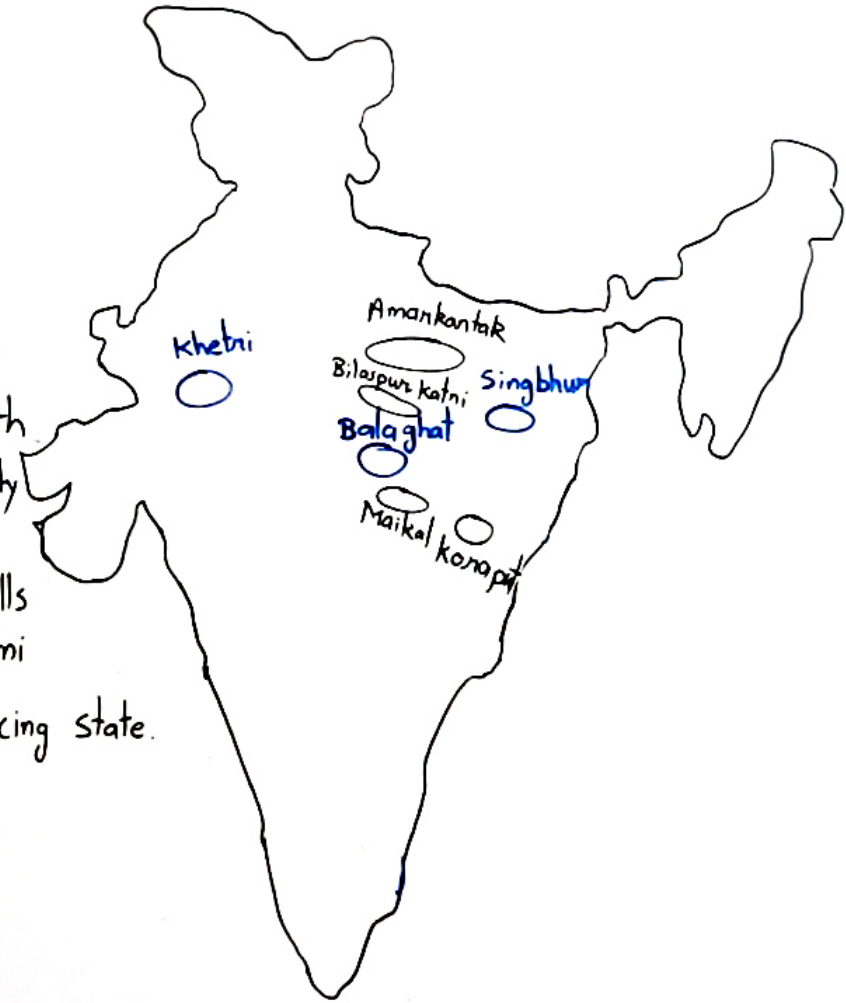 Amarkantak
Khetri
Bilaspur Katni
Singbhum
Balaghat
th
ty
Maikal
Koraput
lls
mi
cing state.